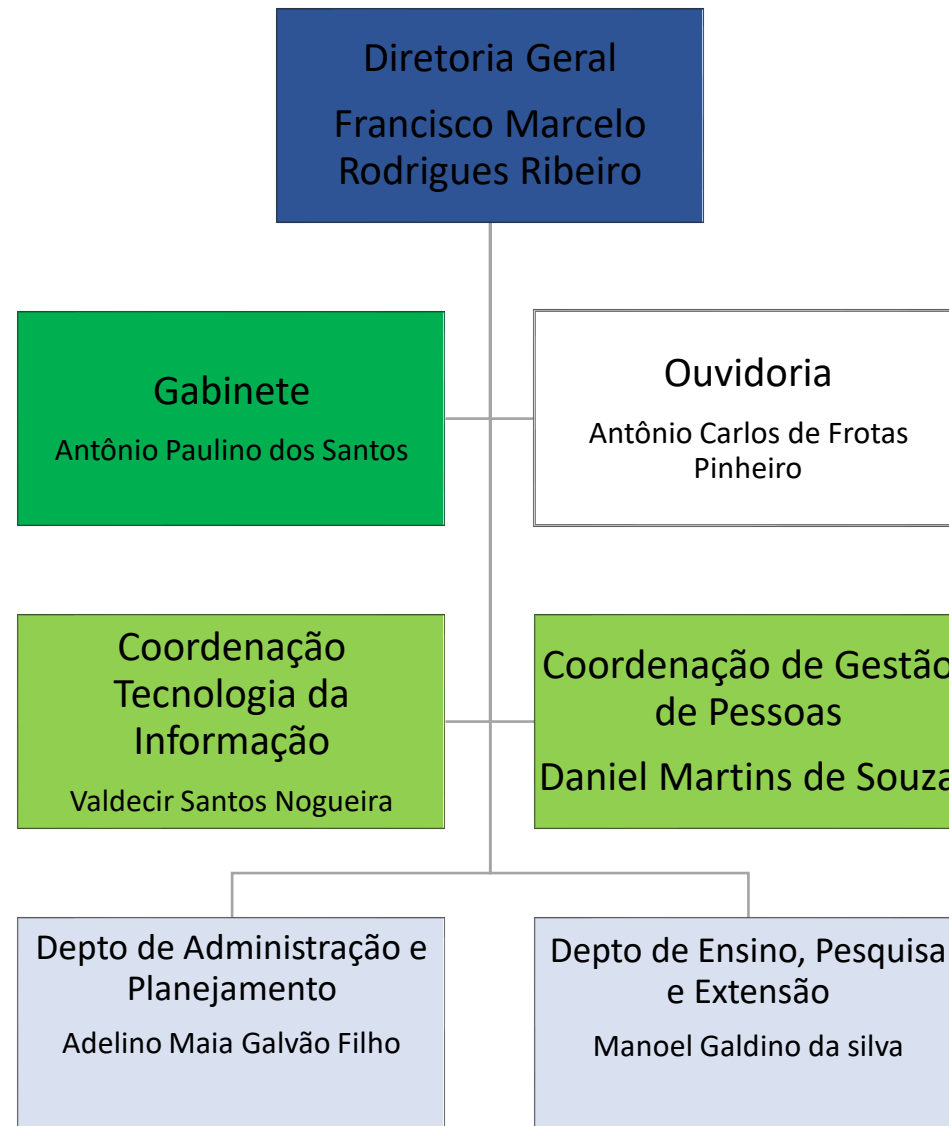 Diretoria Geral
Francisco Marcelo
Rodrigues Ribeiro
Gabinete
Antônio Paulino dos Santos
Ouvidoria
Antônio Carlos de Frotas
Pinheiro
Coordenação
Tecnologia da
Informação
Valdecir Santos Nogueira
Coordenação de Gestão
de Pessoas
Daniel Martins de Souza
Depto de Administração e
Planejamento
Adelino Maia Galvão Filho
Depto de Ensino, Pesquisa
e Extensão
Manoel Galdino da silva